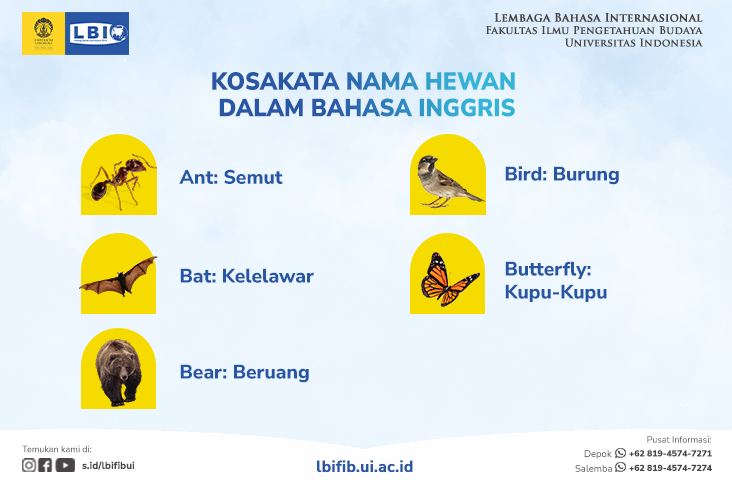 LBI
LEMBAGA BAHASA INTERNASIONAL
FAKULTAS ILMU PENGETAHUAN BUDAYA
UNIVERSITAS INDONESIA
KOSAKATA NAMA HEWAN
DALAM BAHASA INGGRIS
Ant: Semut
Bird: Burung
Bat: Kelelawar
Butterfly:
Kupu-Kupu
Bear: Beruang
Temukan kami di:
s.id/lbifibui
lbifib.ui.ac.id
Pusat Informasi:
Depok +62 819-4574-7271
Salemba +62 819-4574-7274